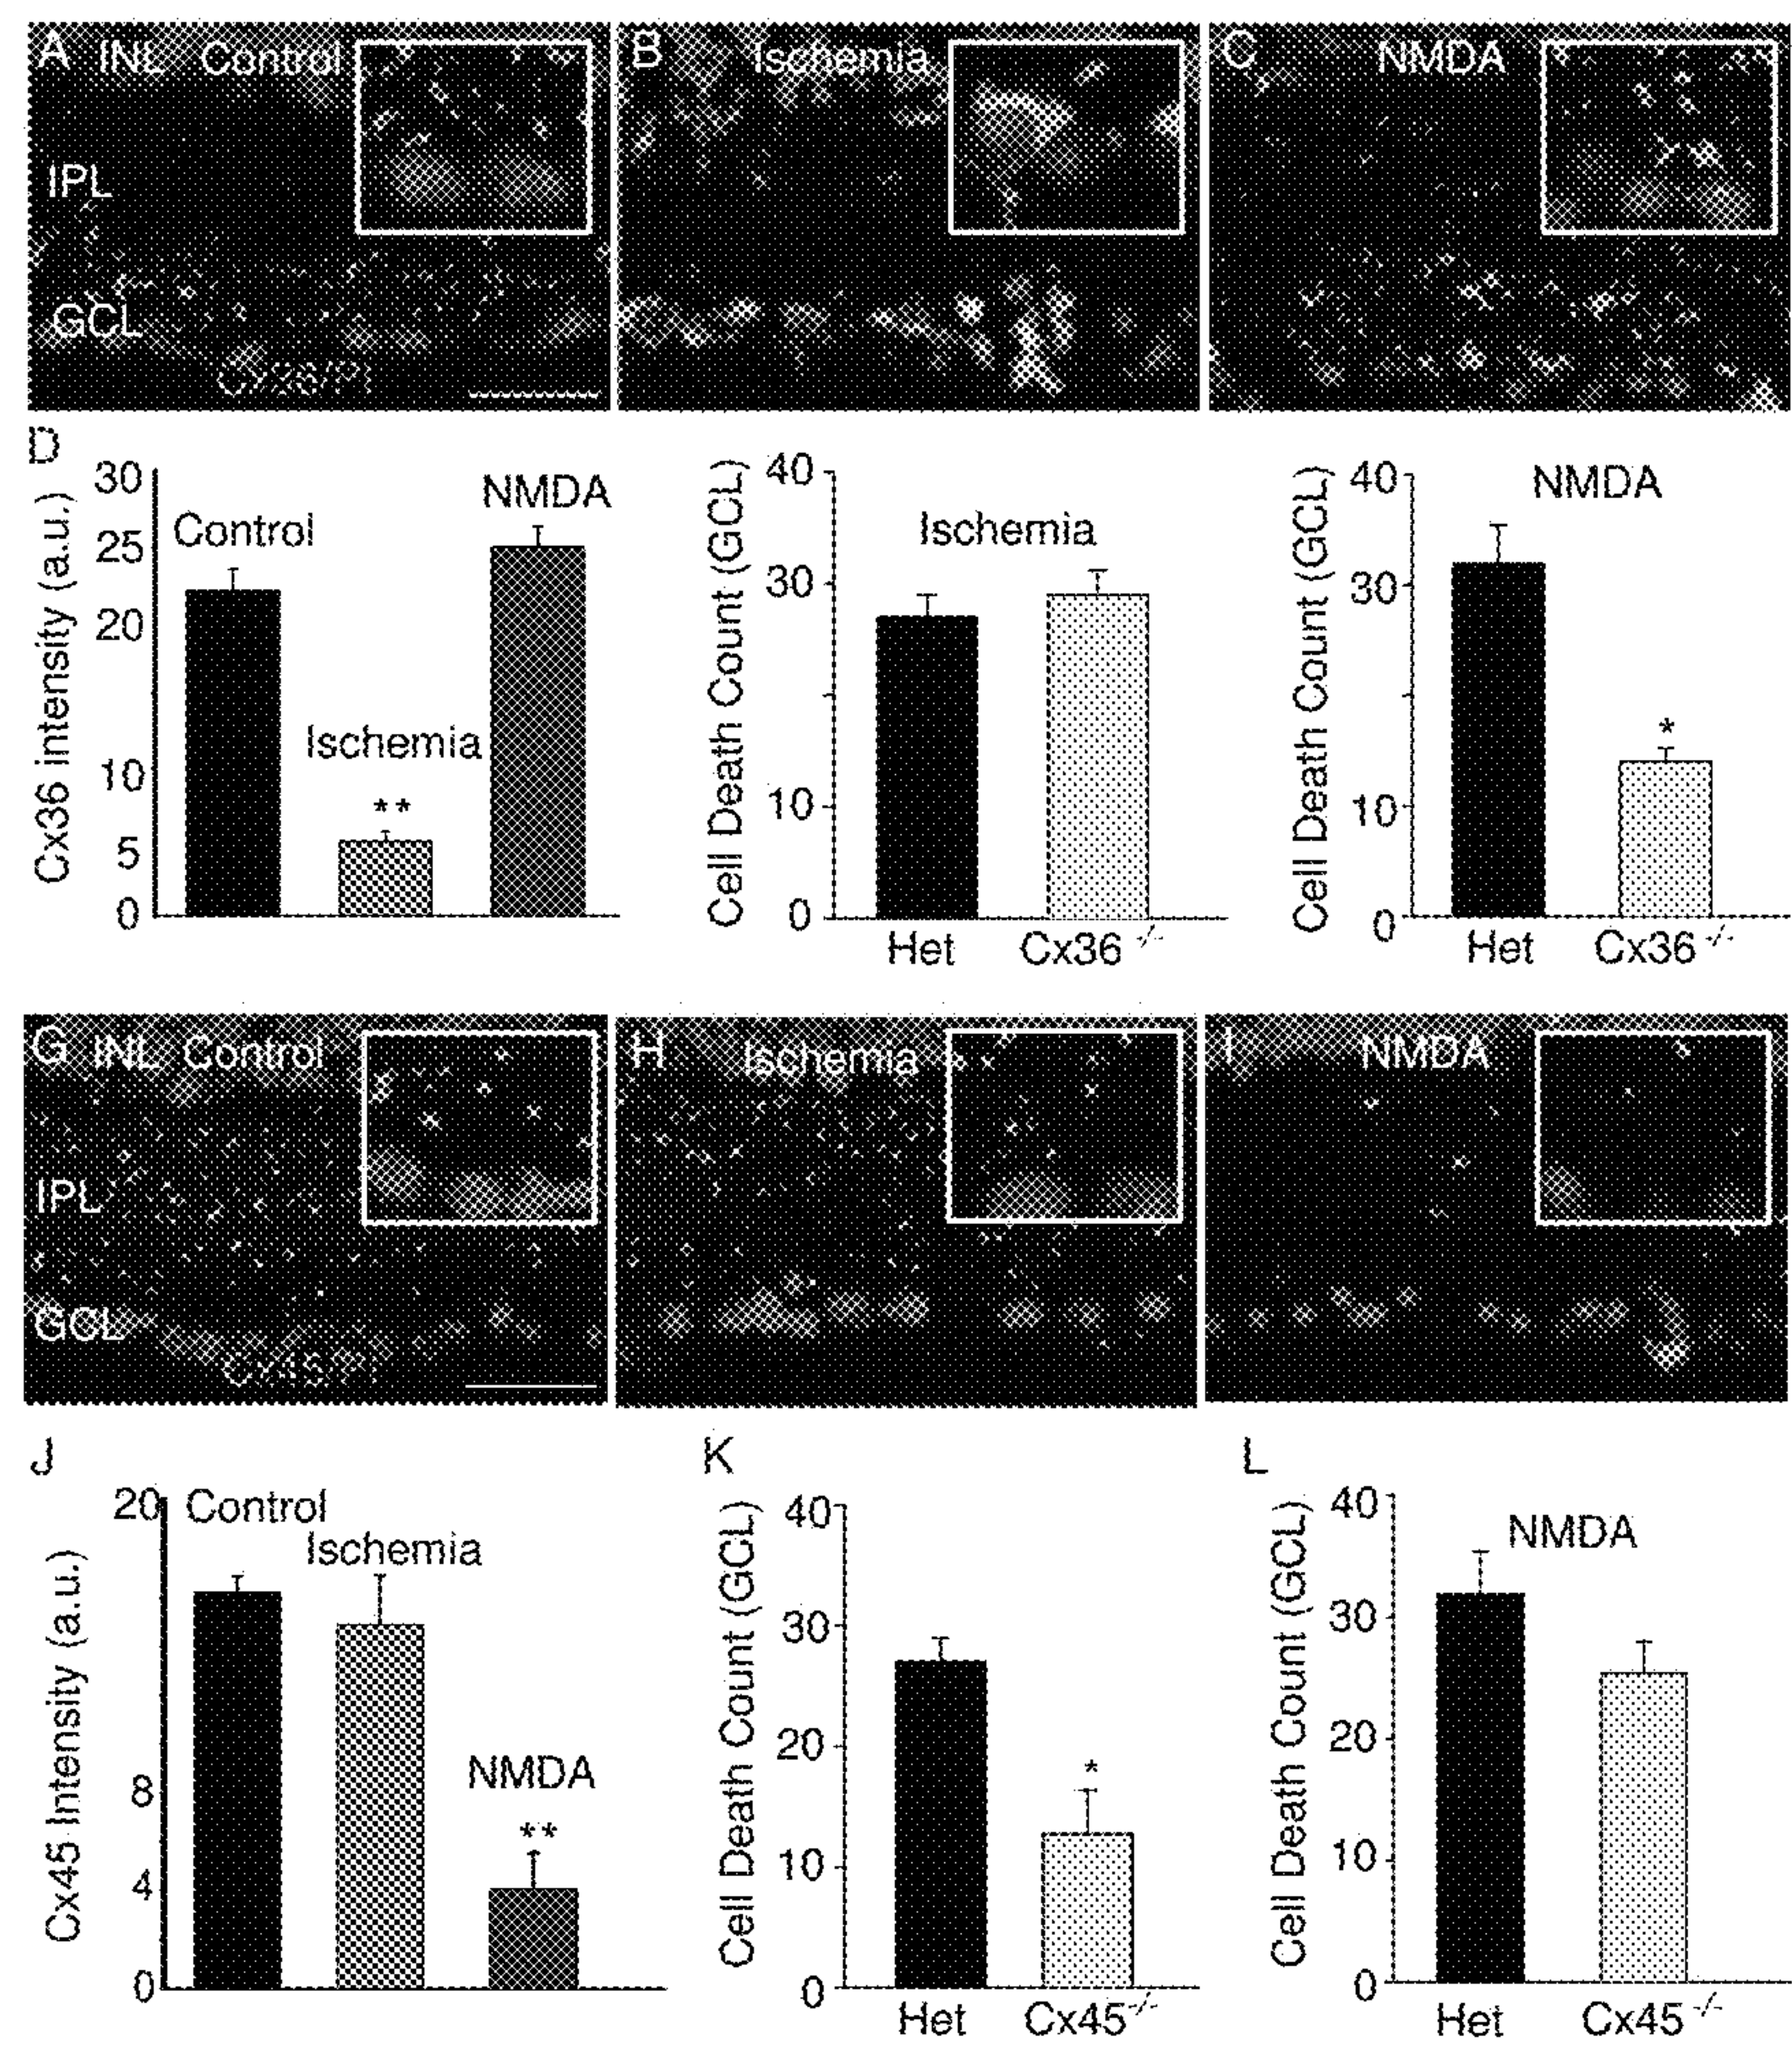 A INL Control
B Ischemia
C NMDA
IPL
GCL
Cx36/PI
D
Cx36 intensity (a.u.)
30
25
20
10
5
0
Control
Ischemia
**
NMDA
Cell Death Count (GCL)
40
30
10
0
Ischemia
Het Cx36 -/-
Cell Death Count (GCL)
40
30
10
0
NMDA
*
Het Cx36 -/-
G INL Control
H Ischemia
I NMDA
IPL
GCL
Cx45/PI
J
Cx45 Intensity (a.u.)
20
8
4
0
Control
Ischemia
NMDA
**
K
Cell Death Count (GCL)
40
30
20
10
0
*
Het Cx45 -/-
L
Cell Death Count (GCL)
40
30
20
10
0
NMDA
Het Cx45 -/-